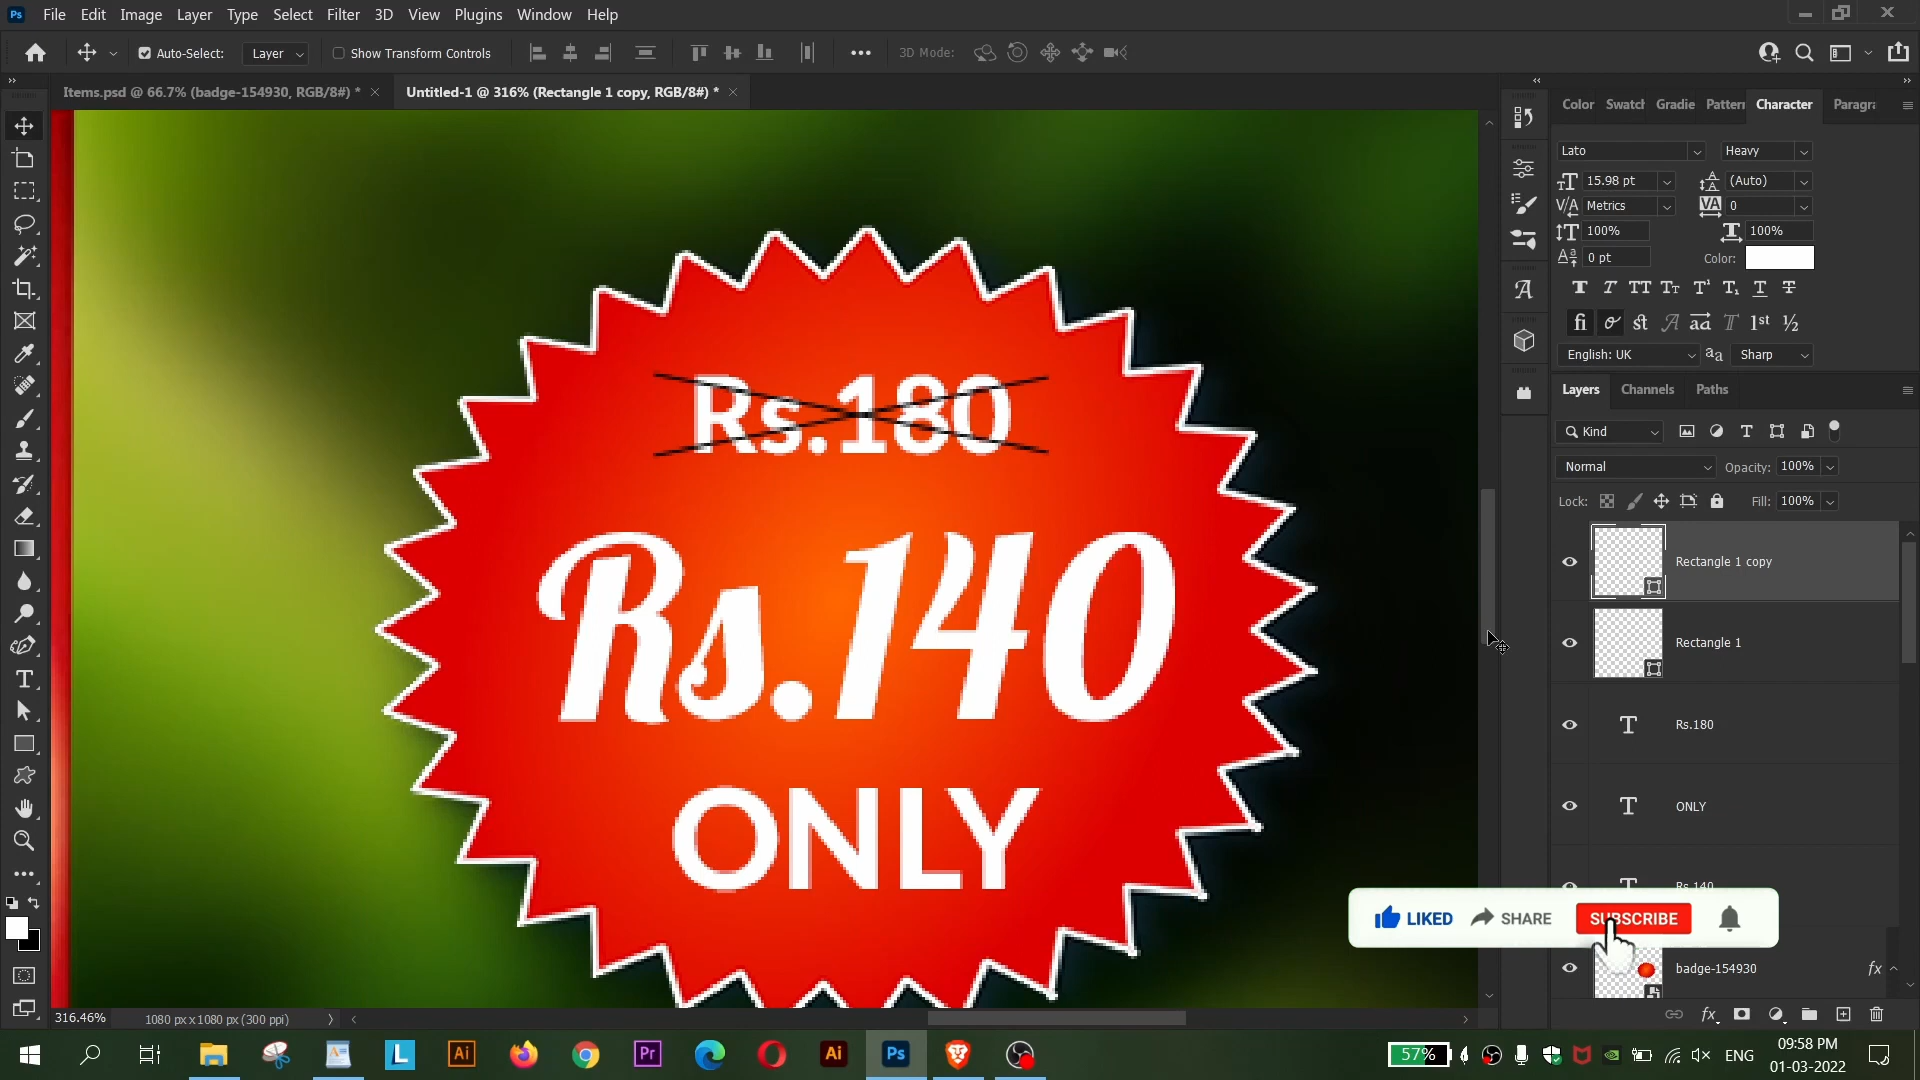 Ps File Edit Image Layer Type Select Filter 3D View Plugins Window Help
Auto-Select: Layer Show Transform Controls 3D Mode:
Items.psd @ 66.7% (badge-154930, RGB/8#) * Untitled-1 @ 316% (Rectangle 1 copy, RGB/8#) *
Color Swatch Gradie Pattern Character Paragra
Lato Heavy
15.98 pt (Auto)
Metrics 0
100% 100%
0 pt Color:
English: UK Sharp
Layers Channels Paths
Kind
Normal Opacity: 100%
Lock: Fill: 100%
Rectangle 1 copy
Rectangle 1
Rs.180
ONLY
Rs.140
badge-154930 fx
Rs.180
Rs.140
ONLY
LIKED SHARE SUBSCRIBE
316.46% 1080 px x 1080 px (300 ppi)
57% ENG 09:58 PM
01-03-2022